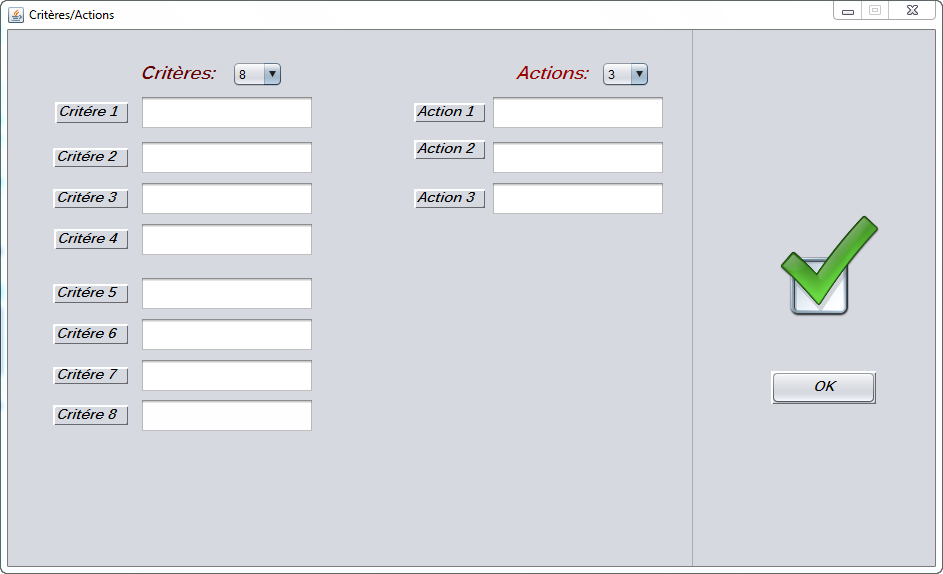 Critères/Actions
Critères: 8
Actions: 3
Critére 1
Action 1
Critére 2
Action 2
Critére 3
Action 3
Critére 4
Critére 5
Critére 6
Critére 7
Critére 8
OK